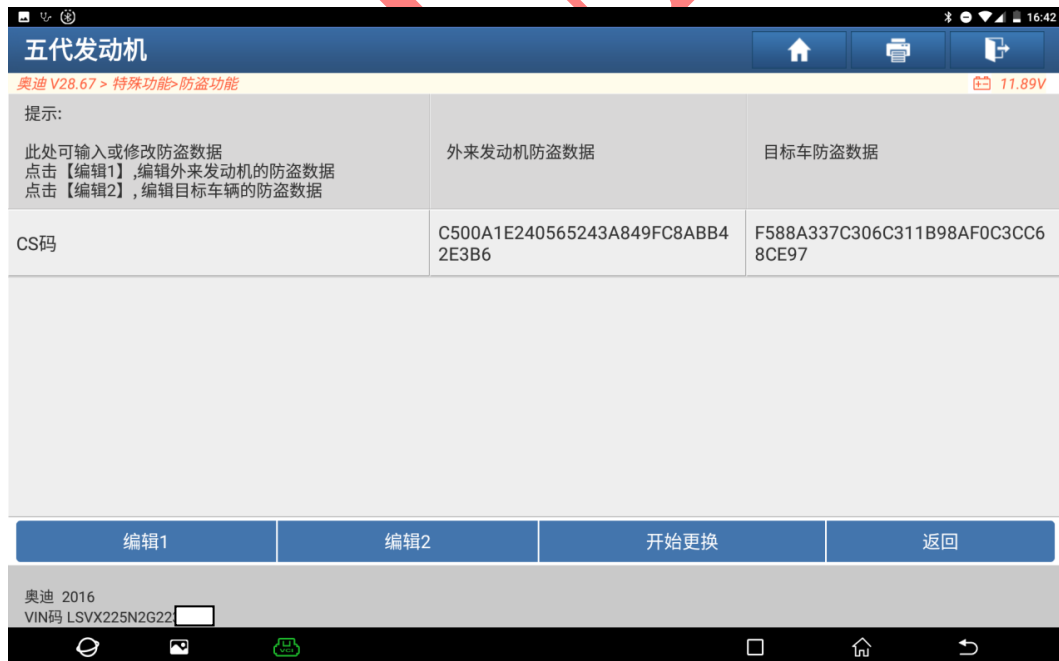 16:42
五代发动机
奥迪 V28.67 > 特殊功能>防盗功能
11.89V
提示:
此处可输入或修改防盗数据
点击【编辑1】,编辑外来发动机的防盗数据
点击【编辑2】, 编辑目标车辆的防盗数据
外来发动机防盗数据
目标车防盗数据
CS码
C500A1E240565243A849FC8ABB4
2E3B6
F588A337C306C311B98AF0C3CC6
8CE97
编辑1
编辑2
开始更换
返回
奥迪 2016
VIN码 LSVX225N2G22
VCI